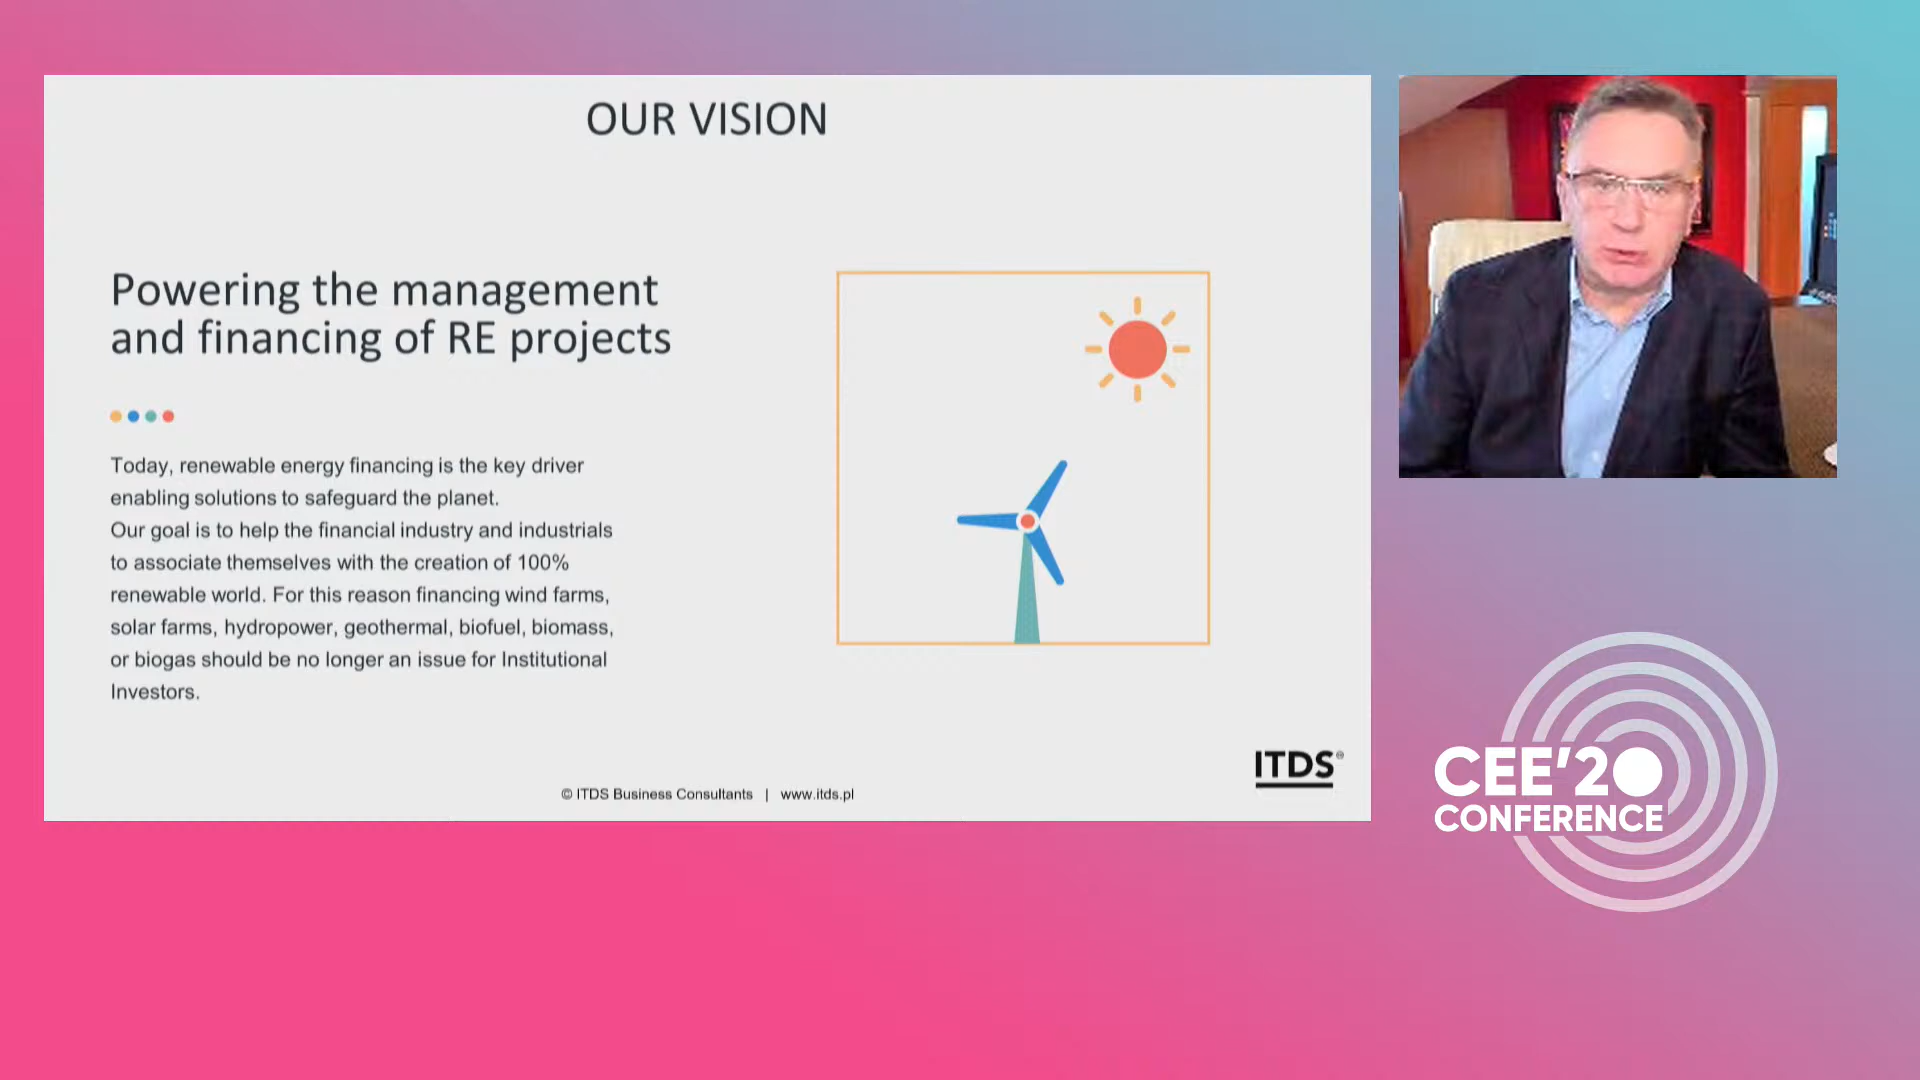 OUR VISION
Powering the management
and financing of RE projects
Today, renewable energy financing is the key driver
enabling solutions to safeguard the planet.
Our goal is to help the financial industry and industrials
to associate themselves with the creation of 100%
renewable world. For this reason financing wind farms,
solar farms, hydropower, geothermal, biofuel, biomass,
or biogas should be no longer an issue for Institutional
Investors.
ITDS®
© ITDS Business Consultants | www.itds.pl
CEE'20
CONFERENCE